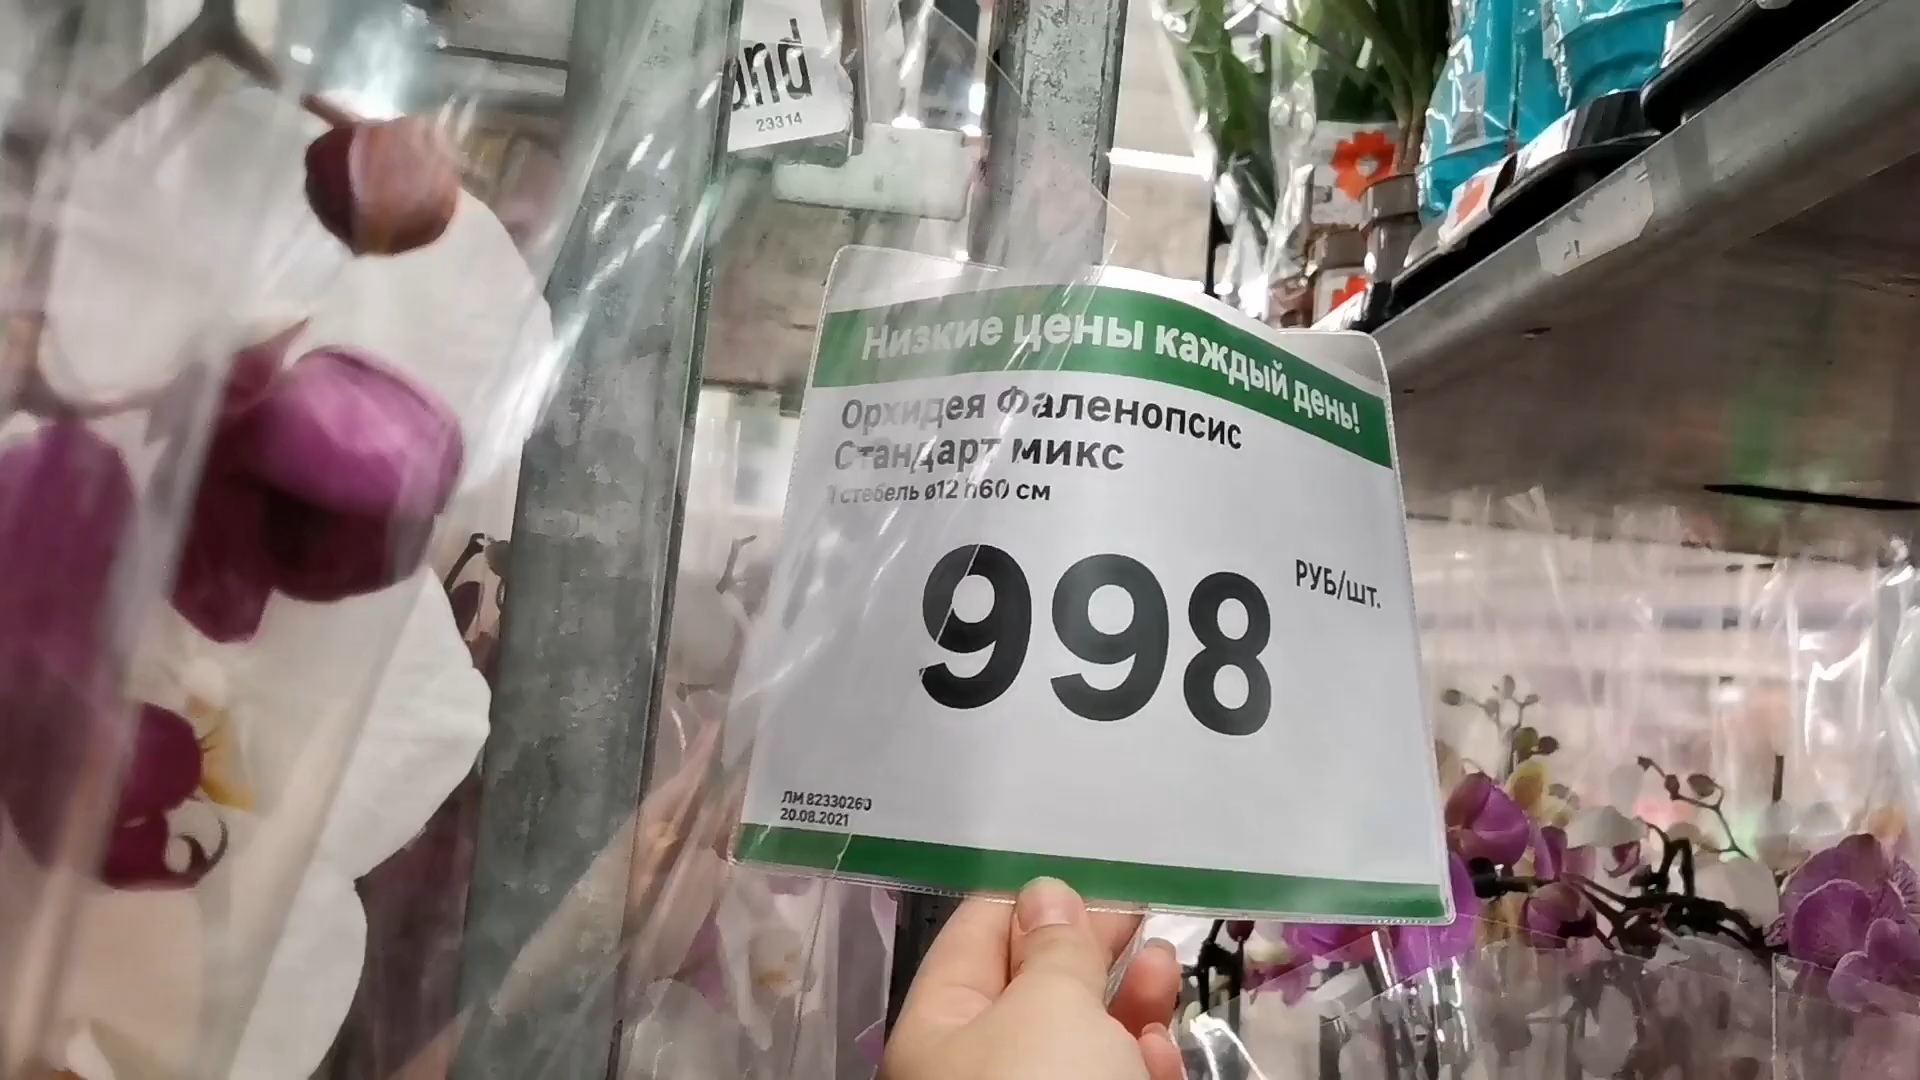 and
23314
Низкие цены каждый день!
Орхидея Фаленопсис
Стандарт микс
1 стебель ø12 h60 см
998
РУБ/шт.
ЛМ 82330260
20.08.2021